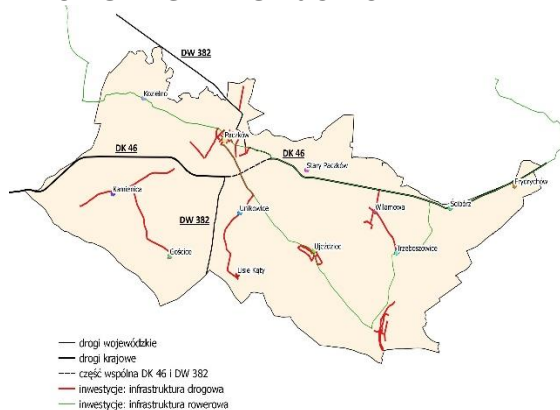 DW 382
Kozielno
Paczków
DK 46
DK 46
Stary Paczków
Frydrychów
Kamienica
Unikowice
Wilamowa
Ścibórz
DW 382
Gościce
Ujeździec
Trzeboszowice
Lisie Kąty
drogi wojewódzkie
drogi krajowe
część wspólna DK 46 i DW 382
inwestycje: infrastruktura drogowa
inwestycje: infrastruktura rowerowa